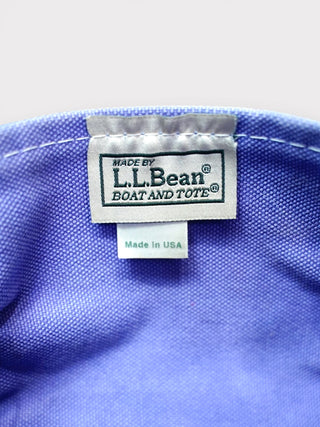 MADE BY
L.L.Bean®
BOAT AND TOTE®
Made in USA